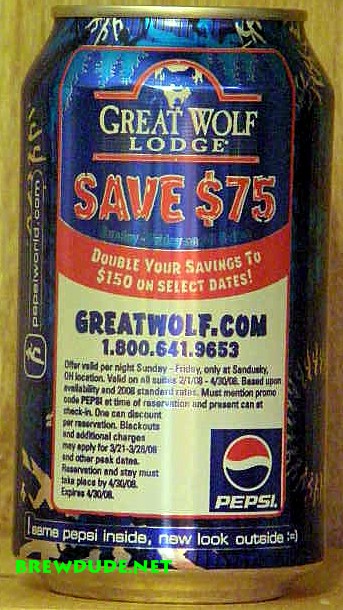 GREAT WOLF
LODGE®
SAVE $75
DOUBLE YOUR SAVINGS TO
$150 ON SELECT DATES!
GREATWOLF.COM
1.800.641.9653
Offer valid per night Sunday - Friday, only at Sandusky,
OH location. Valid on all suites 2/1/08 - 4/30/08. Based upon
availability and 2008 standard rates. Must mention promo
code PEPSI at time of reservation and present can at
check-in. One can discount
per reservation. Blackouts
and additional charges
may apply for 3/21-3/28/08
and other peak dates.
Reservation and stay must
take place by 4/30/08.
Expires 4/30/08.
PEPSI.
pepsiworld.com
same pepsi inside, new look outside :=)
BREWDUDE.NET